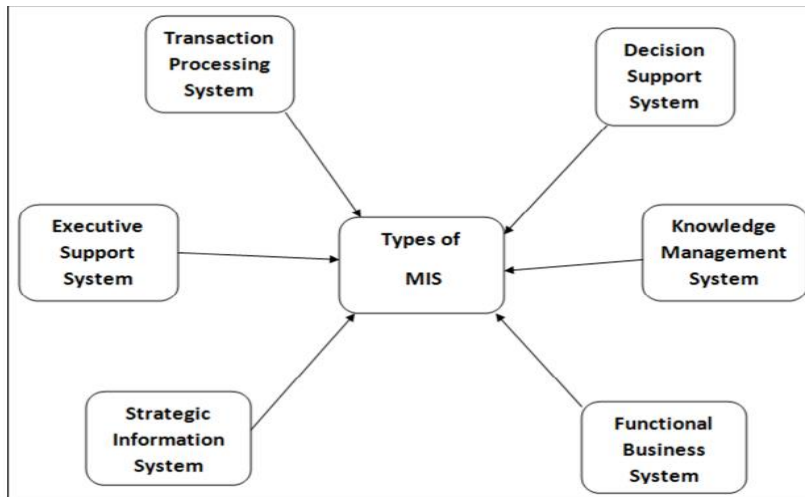 Transaction
Processing
System
Decision
Support
System
Executive
Support
System
Types of
MIS
Knowledge
Management
System
Strategic
Information
System
Functional
Business
System